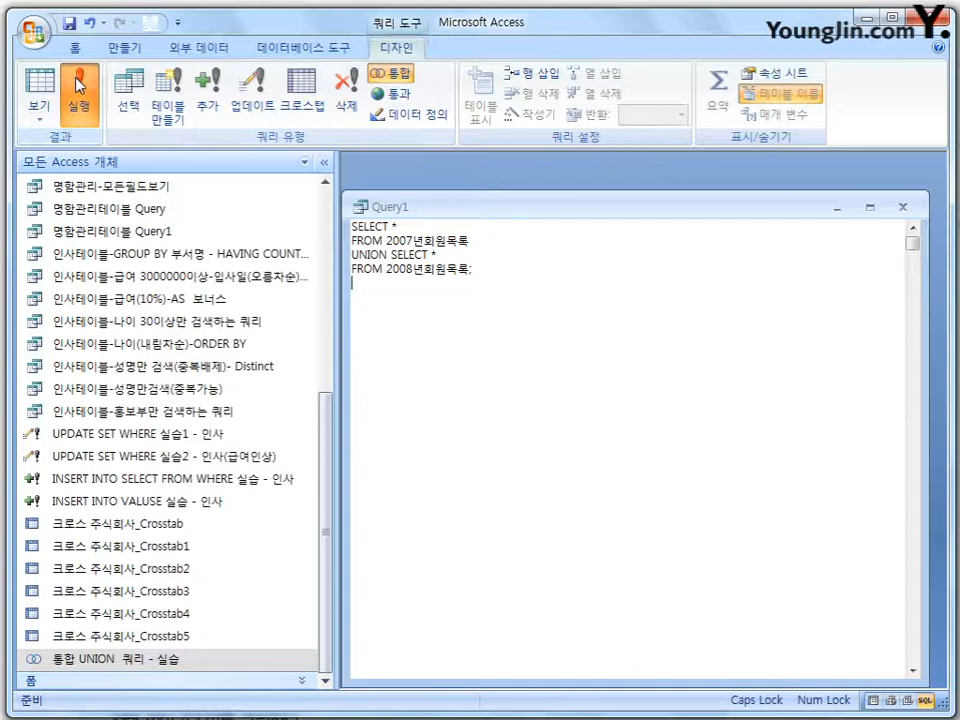 쿼리 도구 Microsoft Access
Younglin.com Y.
홈 만들기 외부 데이터 데이터베이스 도구 디자인
보기 실행 선택 테이블 만들기 추가 업데이트 크로스탭 삭제
통합
통과
데이터 정의
테이블 표시
행 삽입 열 삽입
행 삭제 열 삭제
작성기 반환:
요약
속성 시트
테이블 이름
매개 변수
결과 쿼리 유형 쿼리 설정 표시/숨기기
모든 Access 개체
명함관리-모든필드보기
명함관리테이블 Query
명함관리테이블 Query1
인사테이블-GROUP BY 부서명 - HAVING COUNT...
인사테이블-급여 3000000이상-입사일(오름차순)...
인사테이블-급여(10%)-AS 보너스
인사테이블-나이 30이상만 검색하는 쿼리
인사테이블-나이(내림차순)-ORDER BY
인사테이블-성명만 검색(중복배제)- Distinct
인사테이블-성명만검색(중복가능)
인사테이블-홍보부만 검색하는 쿼리
UPDATE SET WHERE 실습1 - 인사
UPDATE SET WHERE 실습2 - 인사(급여인상)
INSERT INTO SELECT FROM WHERE 실습 - 인사
INSERT INTO VALUSE 실습 - 인사
크로스 주식회사_Crosstab
크로스 주식회사_Crosstab1
크로스 주식회사_Crosstab2
크로스 주식회사_Crosstab3
크로스 주식회사_Crosstab4
크로스 주식회사_Crosstab5
통합 UNION 쿼리 - 실습
폼
Query1
SELECT *
FROM 2007년회원목록
UNION SELECT *
FROM 2008년회원목록;
준비 Caps Lock Num Lock SQL